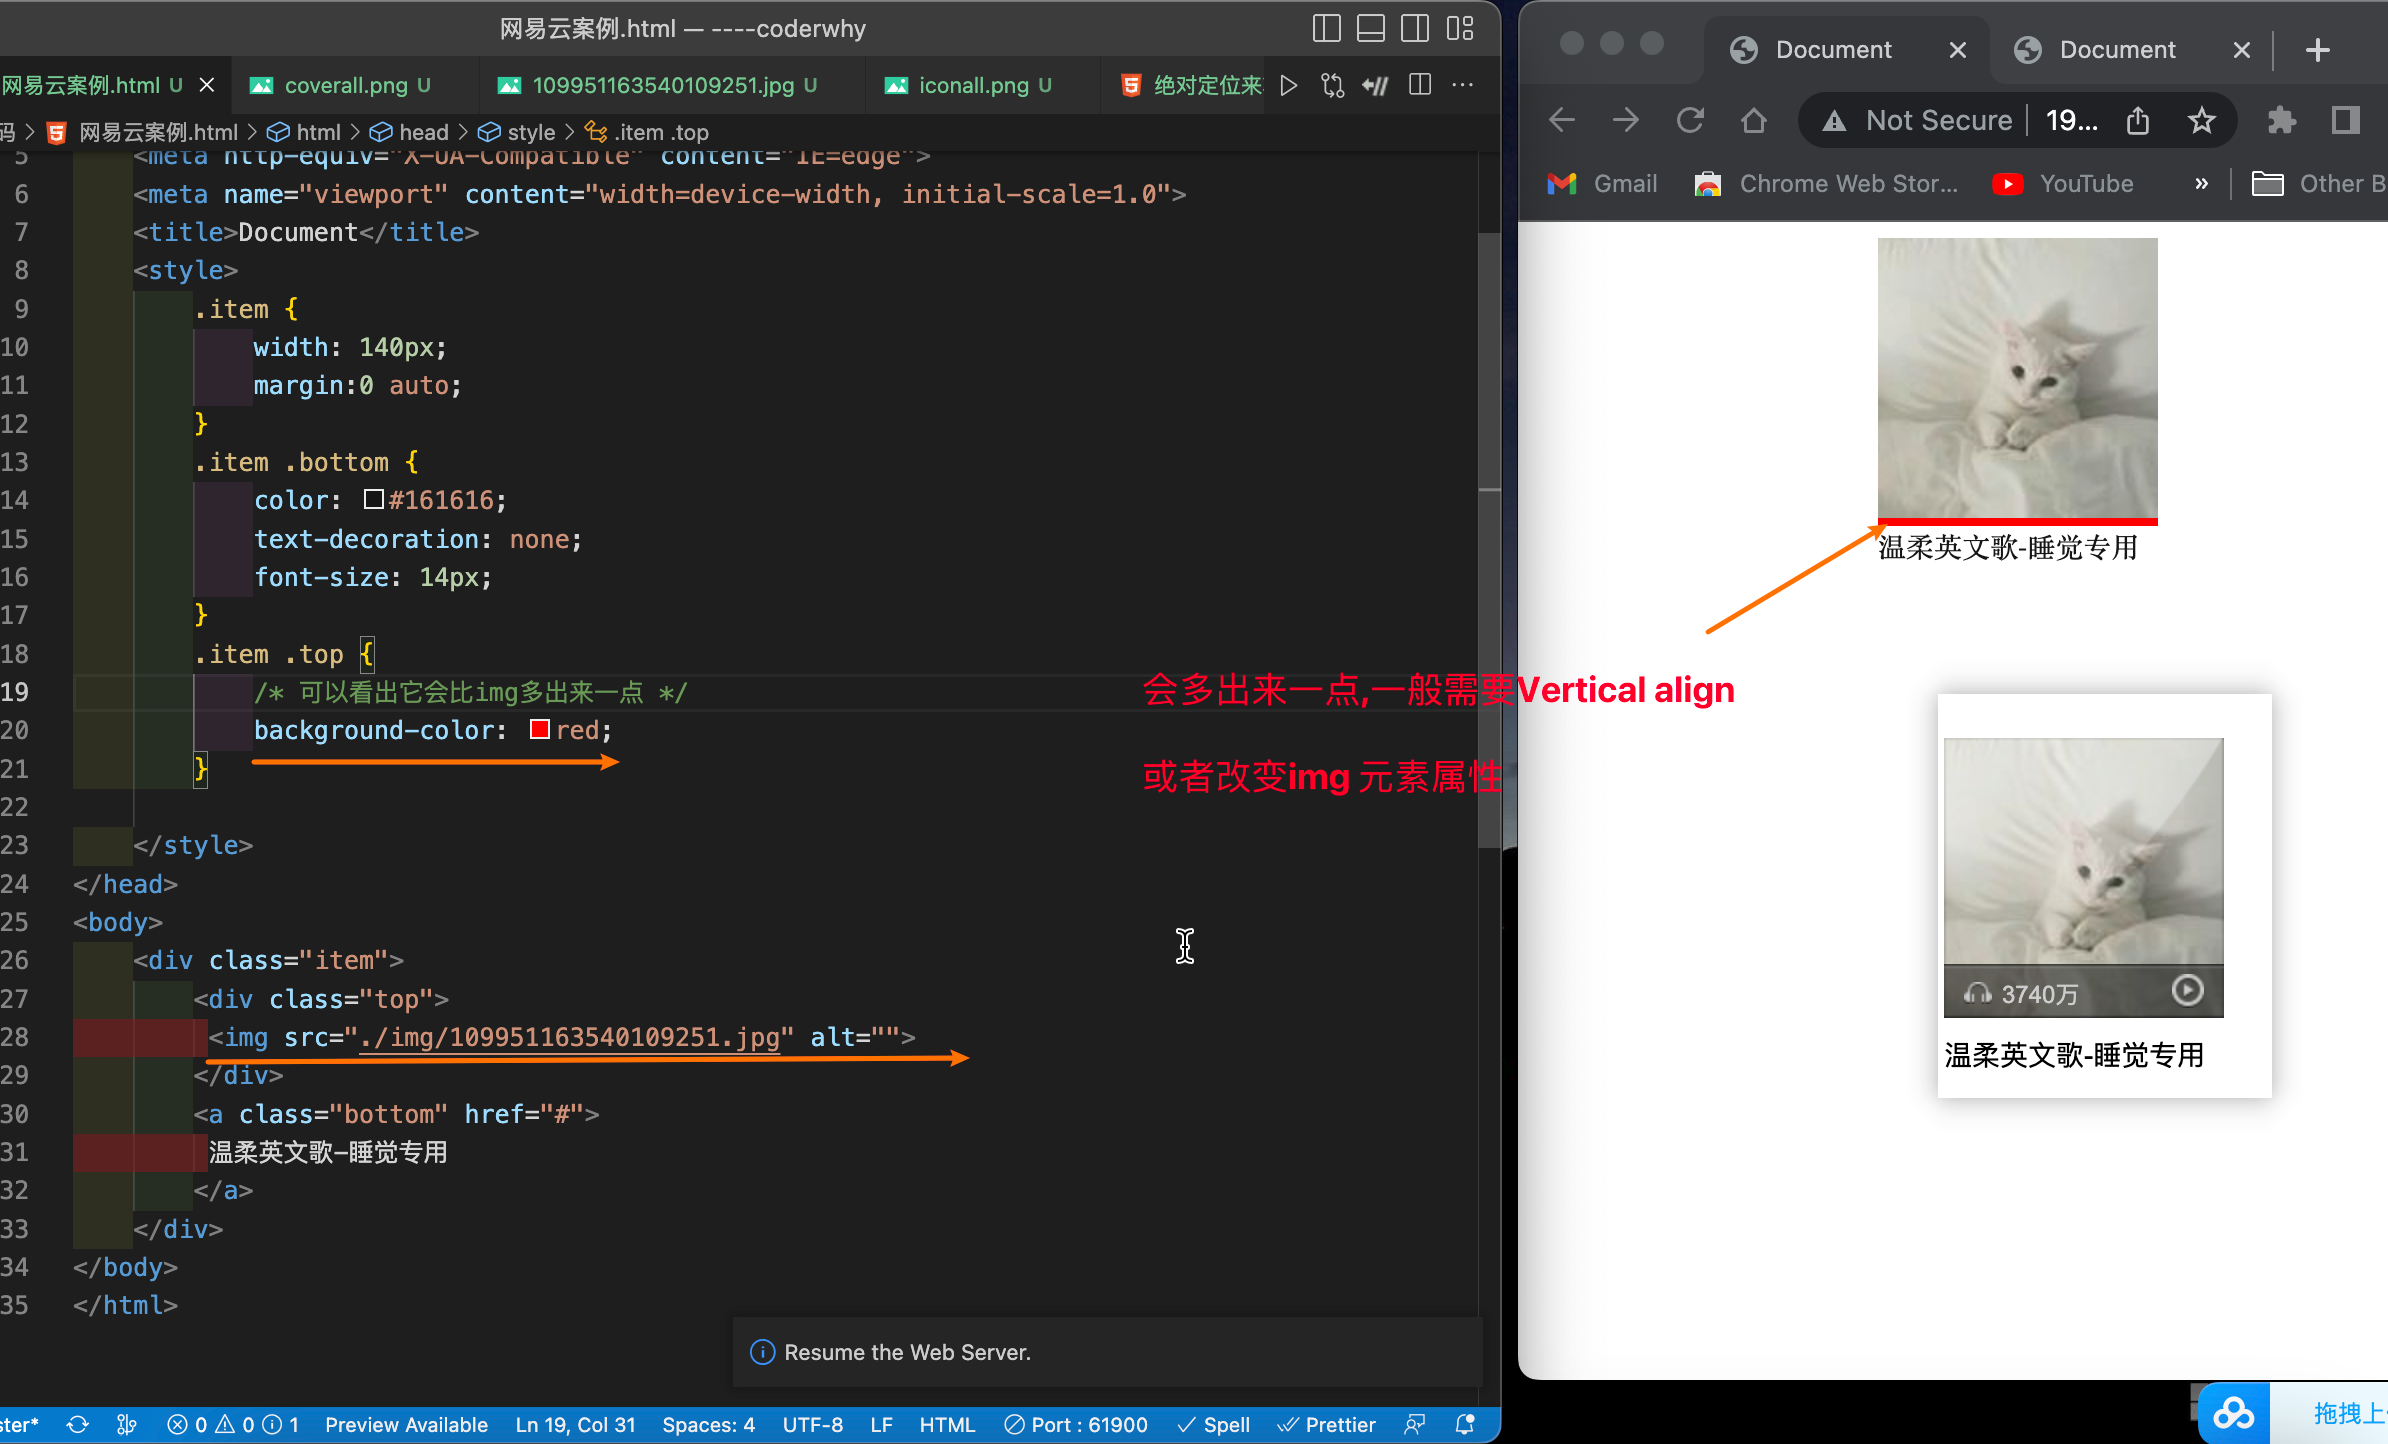 网易云案例.html — ----coderwhy
网易云案例.html U
coverall.png U
109951163540109251.jpg U
iconall.png U
绝对定位来
码 > 网易云案例.html > html > head > style > .item .top
5 <meta http-equiv="X-UA-Compatible" content="IE=edge">
6 <meta name="viewport" content="width=device-width, initial-scale=1.0">
7 <title>Document</title>
8 <style>
9 .item {
10 width: 140px;
11 margin:0 auto;
12 }
13 .item .bottom {
14 color: #161616;
15 text-decoration: none;
16 font-size: 14px;
17 }
18 .item .top {
19 /* 可以看出它会比img多出来一点 */
20 background-color: red;
21 }
22
23 </style>
24 </head>
25 <body>
26 <div class="item">
27 <div class="top">
28 <img src="./img/109951163540109251.jpg" alt="">
29 </div>
30 <a class="bottom" href="#">
31 温柔英文歌-睡觉专用
32 </a>
33 </div>
34 </body>
35 </html>
会多出来一点,一般需要Vertical align
或者改变img 元素属性
Resume the Web Server.
ster* 0 0 1 Preview Available Ln 19, Col 31 Spaces: 4 UTF-8 LF HTML Port : 61900 Spell Prettier
Document
Document
Not Secure 19...
Gmail
Chrome Web Stor...
YouTube
»
Other B
温柔英文歌-睡觉专用
3740万
温柔英文歌-睡觉专用
拖拽上